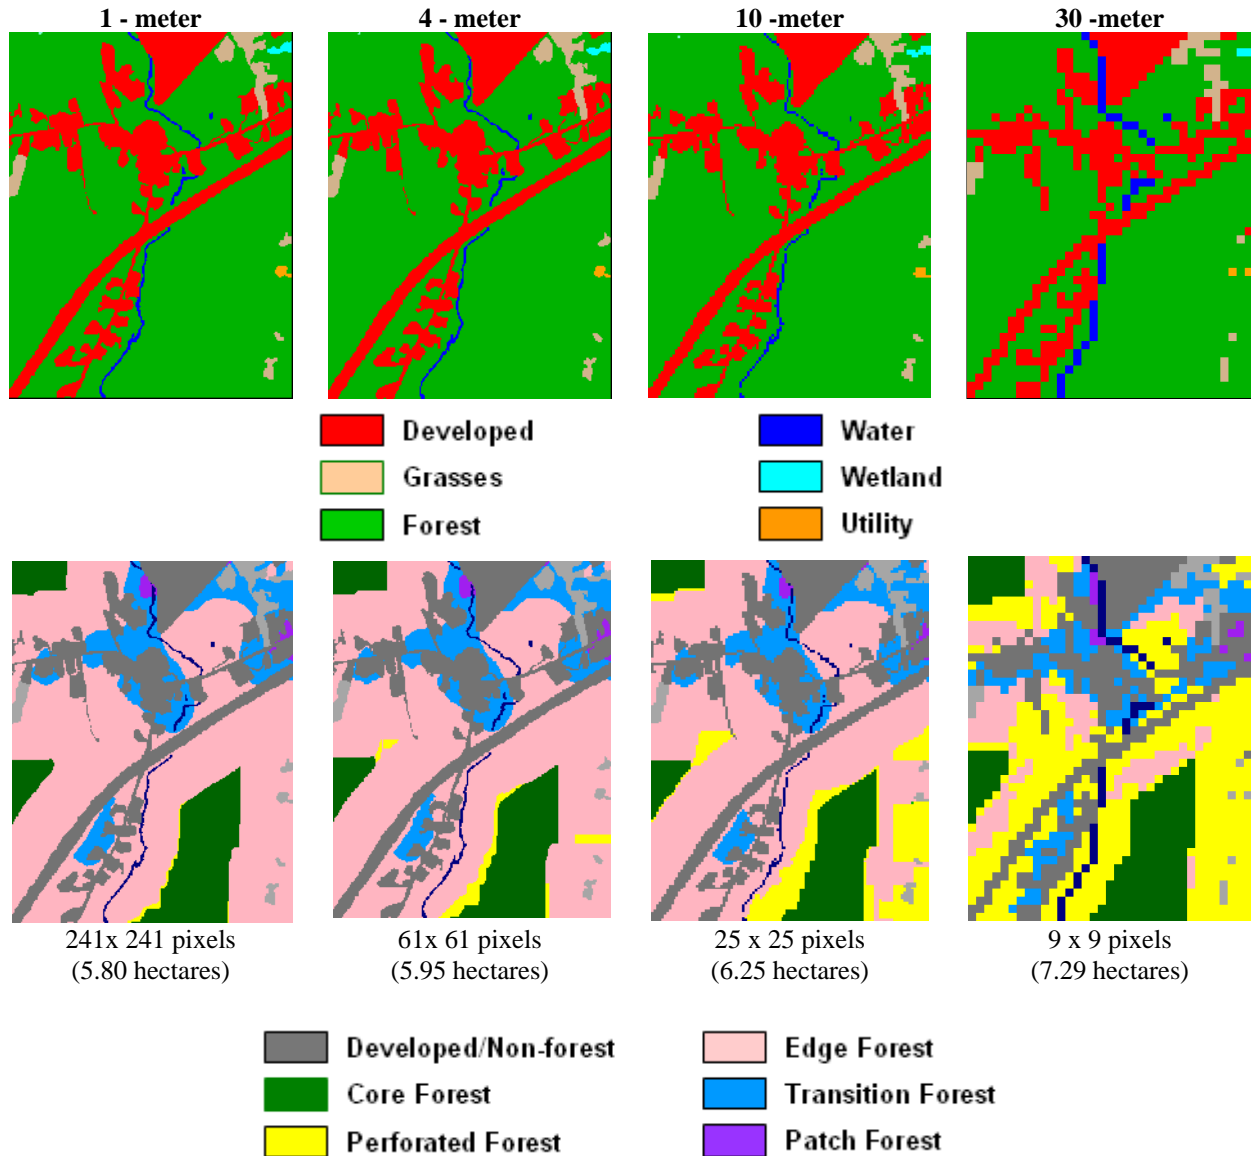 1 - meter
4 - meter
10 -meter
30 -meter
Developed
Water
Grasses
Wetland
Forest
Utility
241x 241 pixels
(5.80 hectares)
61x 61 pixels
(5.95 hectares)
25 x 25 pixels
(6.25 hectares)
9 x 9 pixels
(7.29 hectares)
Developed/Non-forest
Edge Forest
Core Forest
Transition Forest
Perforated Forest
Patch Forest